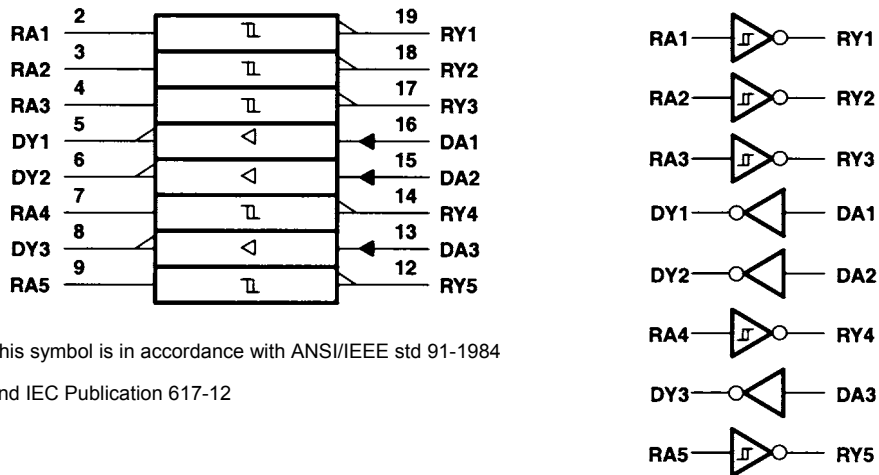 2 19
RA1 RY1
3 18
RA2 RY2
4 17
RA3 RY3
5 16
DY1 DA1
6 15
DY2 DA2
7 14
RA4 RY4
8 13
DY3 DA3
9 12
RA5 RY5
his symbol is in accordance with ANSI/IEEE std 91-1984
nd IEC Publication 617-12
RA1 RY1
RA2 RY2
RA3 RY3
DY1 DA1
DY2 DA2
RA4 RY4
DY3 DA3
RA5 RY5